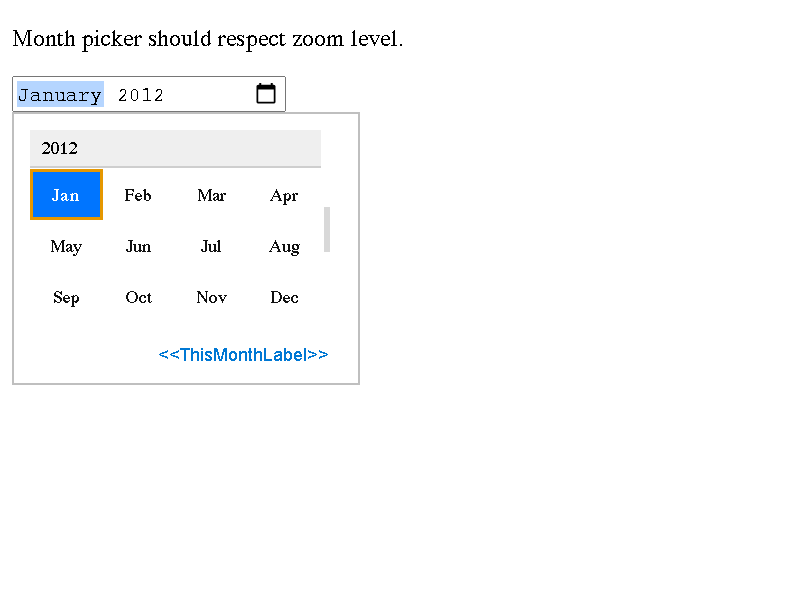 Month picker should respect zoom level.
January 2012
2012
Jan Feb Mar Apr
May Jun Jul Aug
Sep Oct Nov Dec
<<ThisMonthLabel>>